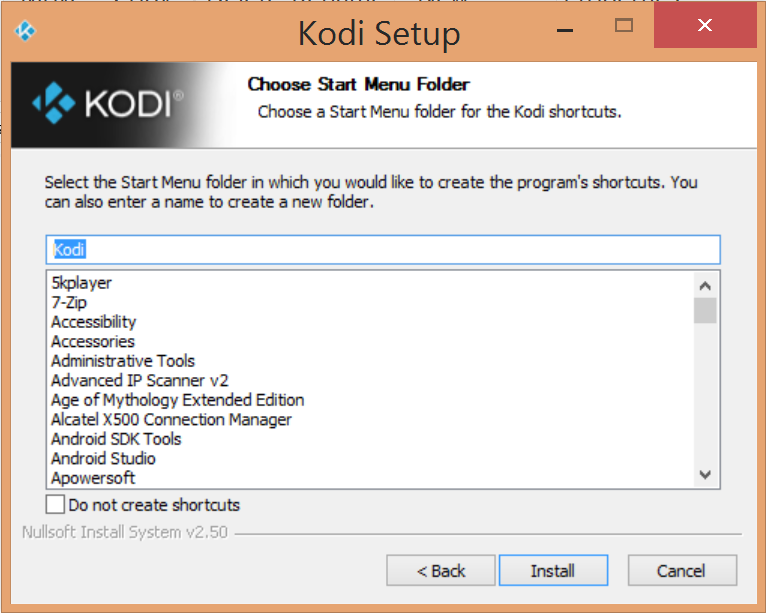 Kodi Setup
KODI®
Choose Start Menu Folder
Choose a Start Menu folder for the Kodi shortcuts.
Select the Start Menu folder in which you would like to create the program's shortcuts. You
can also enter a name to create a new folder.
Kodi
5kplayer
7-Zip
Accessibility
Accessories
Administrative Tools
Advanced IP Scanner v2
Age of Mythology Extended Edition
Alcatel X500 Connection Manager
Android SDK Tools
Android Studio
Apowersoft
Do not create shortcuts
Nullsoft Install System v2.50
< Back
Install
Cancel